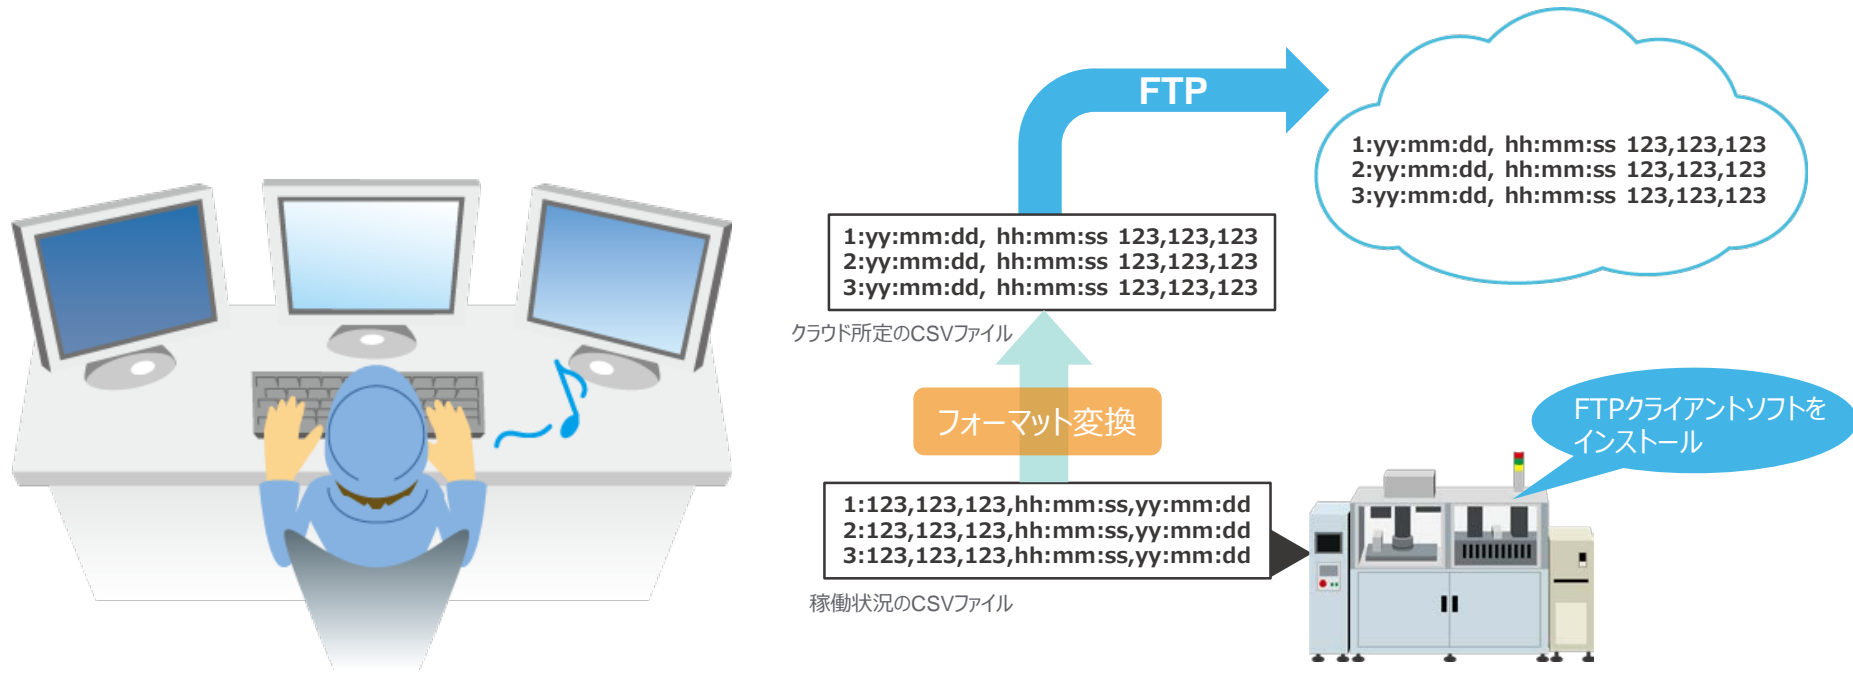 FTP
1:yy:mm:dd, hh:mm:ss 123,123,123
2:yy:mm:dd, hh:mm:ss 123,123,123
3:yy:mm:dd, hh:mm:ss 123,123,123
1:yy:mm:dd, hh:mm:ss 123,123,123
2:yy:mm:dd, hh:mm:ss 123,123,123
3:yy:mm:dd, hh:mm:ss 123,123,123
クラウド所定のCSVファイル
フォーマット変換
FTPクライアントソフトを
インストール
1:123,123,123,hh:mm:ss,yy:mm:dd
2:123,123,123,hh:mm:ss,yy:mm:dd
3:123,123,123,hh:mm:ss,yy:mm:dd
稼働状況のCSVファイル